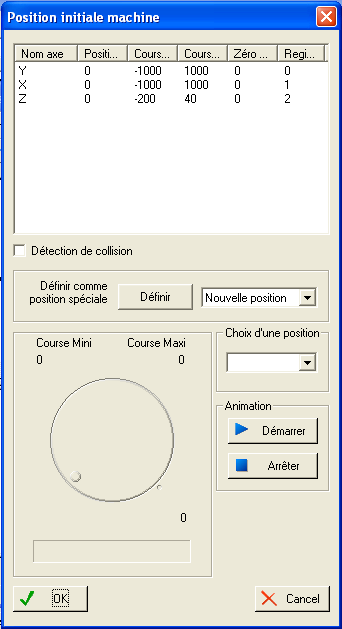 Position initiale machine
Nom axe Positi... Cours... Cours... Zéro ... Regi...
Y 0 -1000 1000 0 0
X 0 -1000 1000 0 1
Z 0 -200 40 0 2
Détection de collision
Définir comme position spéciale Définir Nouvelle position
Course Mini Course Maxi
0 0
0
Choix d'une position
Animation
Démarrer
Arrêter
OK Cancel